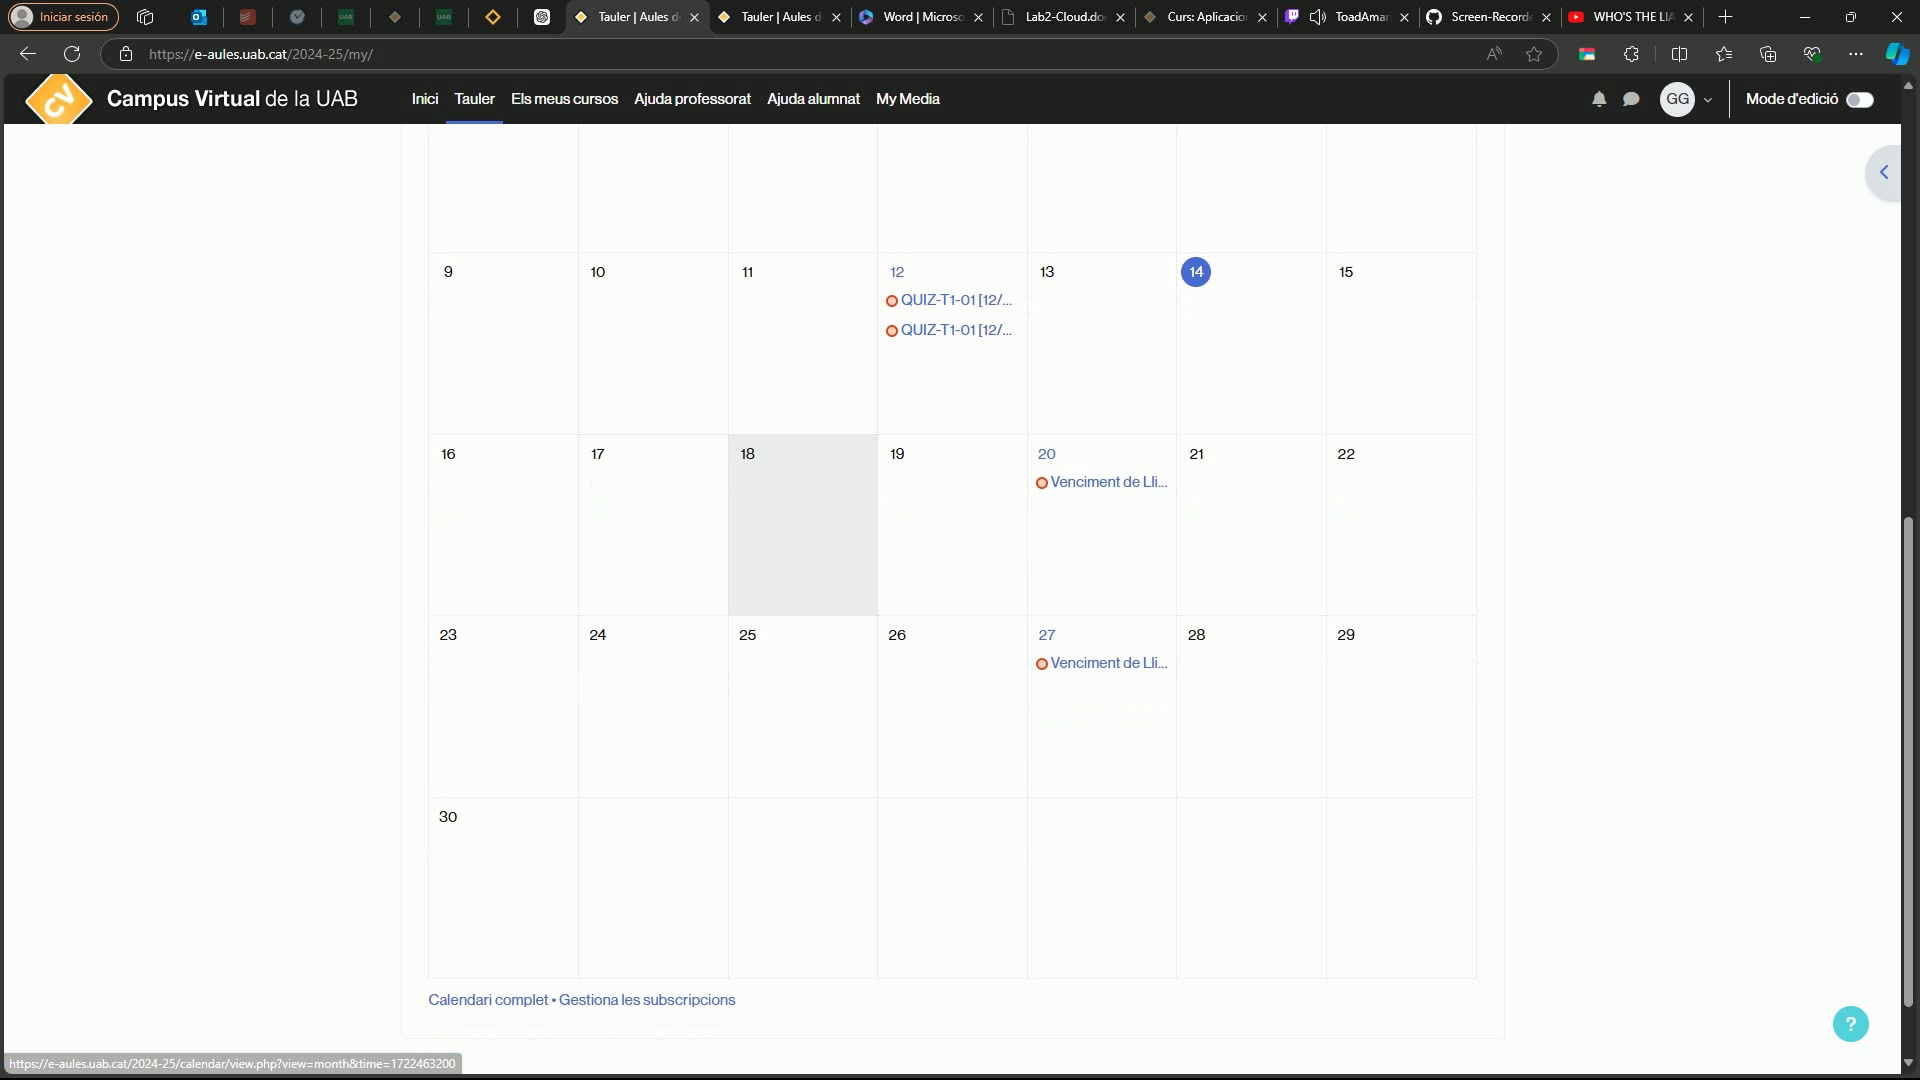 Iniciar sesión
Tauler | Aules d
Tauler | Aules d
Word | Microso
Lab2-Cloud.do
Curs: Aplicacio
ToadAmar
Screen-Record
WHO'S THE LIA
https://e-aules.uab.cat/2024-25/my/
CV
Campus Virtual de la UAB
Inici
Tauler
Els meus cursos
Ajuda professorat
Ajuda alumnat
My Media
GG
Mode d'edició
9
10
11
12
13
14
15
QUIZ-T1-01 [12/...
QUIZ-T1-01 [12/...
16
17
18
19
20
21
22
Venciment de Lli...
23
24
25
26
27
28
29
Venciment de Lli...
30
Calendari complet • Gestiona les subscripcions
?
https://e-aules.uab.cat/2024-25/calendar/view.php?view=month&time=1722463200